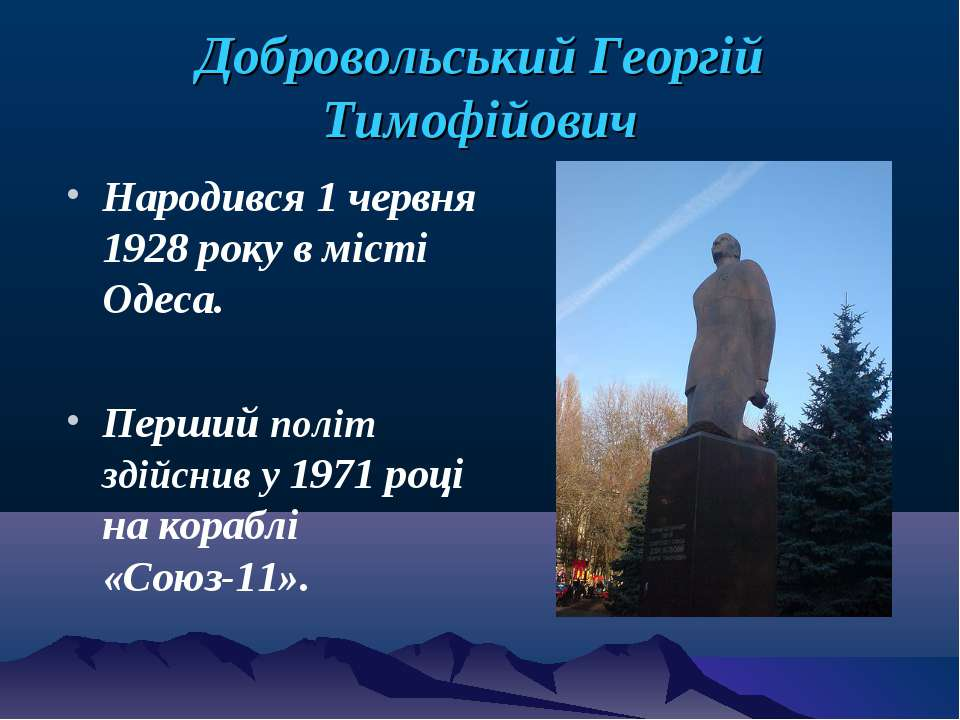 Добровольський Георгій
Тимофійович
• Народився 1 червня
1928 року в місті
Одеса.
• Перший політ
здійснив у 1971 році
на кораблі
«Союз-11».